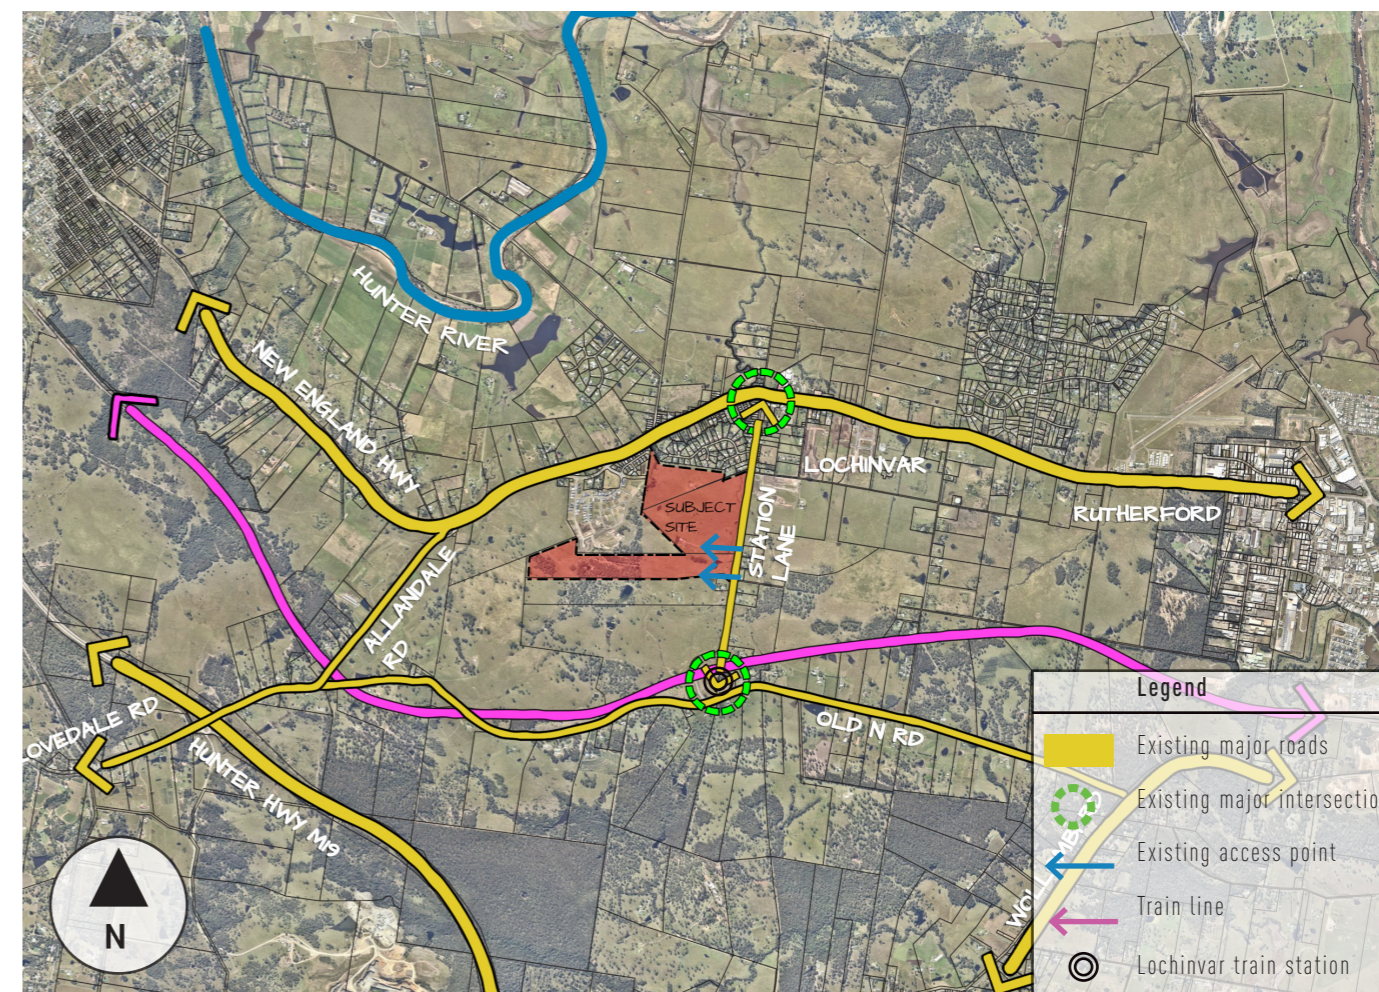 HUNTER RIVER
NEW ENGLAND HWY
LOCHINVAR
SUBJECT
SITE
STATION
LANE
RUTHERFORD
ALLANDALE
RD
LOVEDALE RD
HUNTER HWY M19
OLD N RD
N
Legend
Existing major roads
Existing major intersectio
Existing access point
Train line
Lochinvar train station